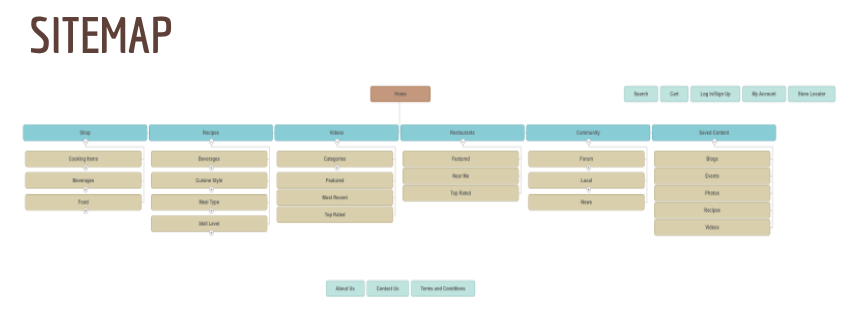 SITEMAP
Home
Search Cart Log In/Sign Up My Account Store Locator
Shop Recipes Videos Restaurants Community Saved Content
Cooking Items Beverages Categories Featured Forum Blogs
Near Me Events
Beverages Cuisine Style Featured Local
Top Rated Photos
Food Meal Type Most Recent News
Recipes
Skill Level Top Rated
Videos
About Us Contact Us Terms and Conditions